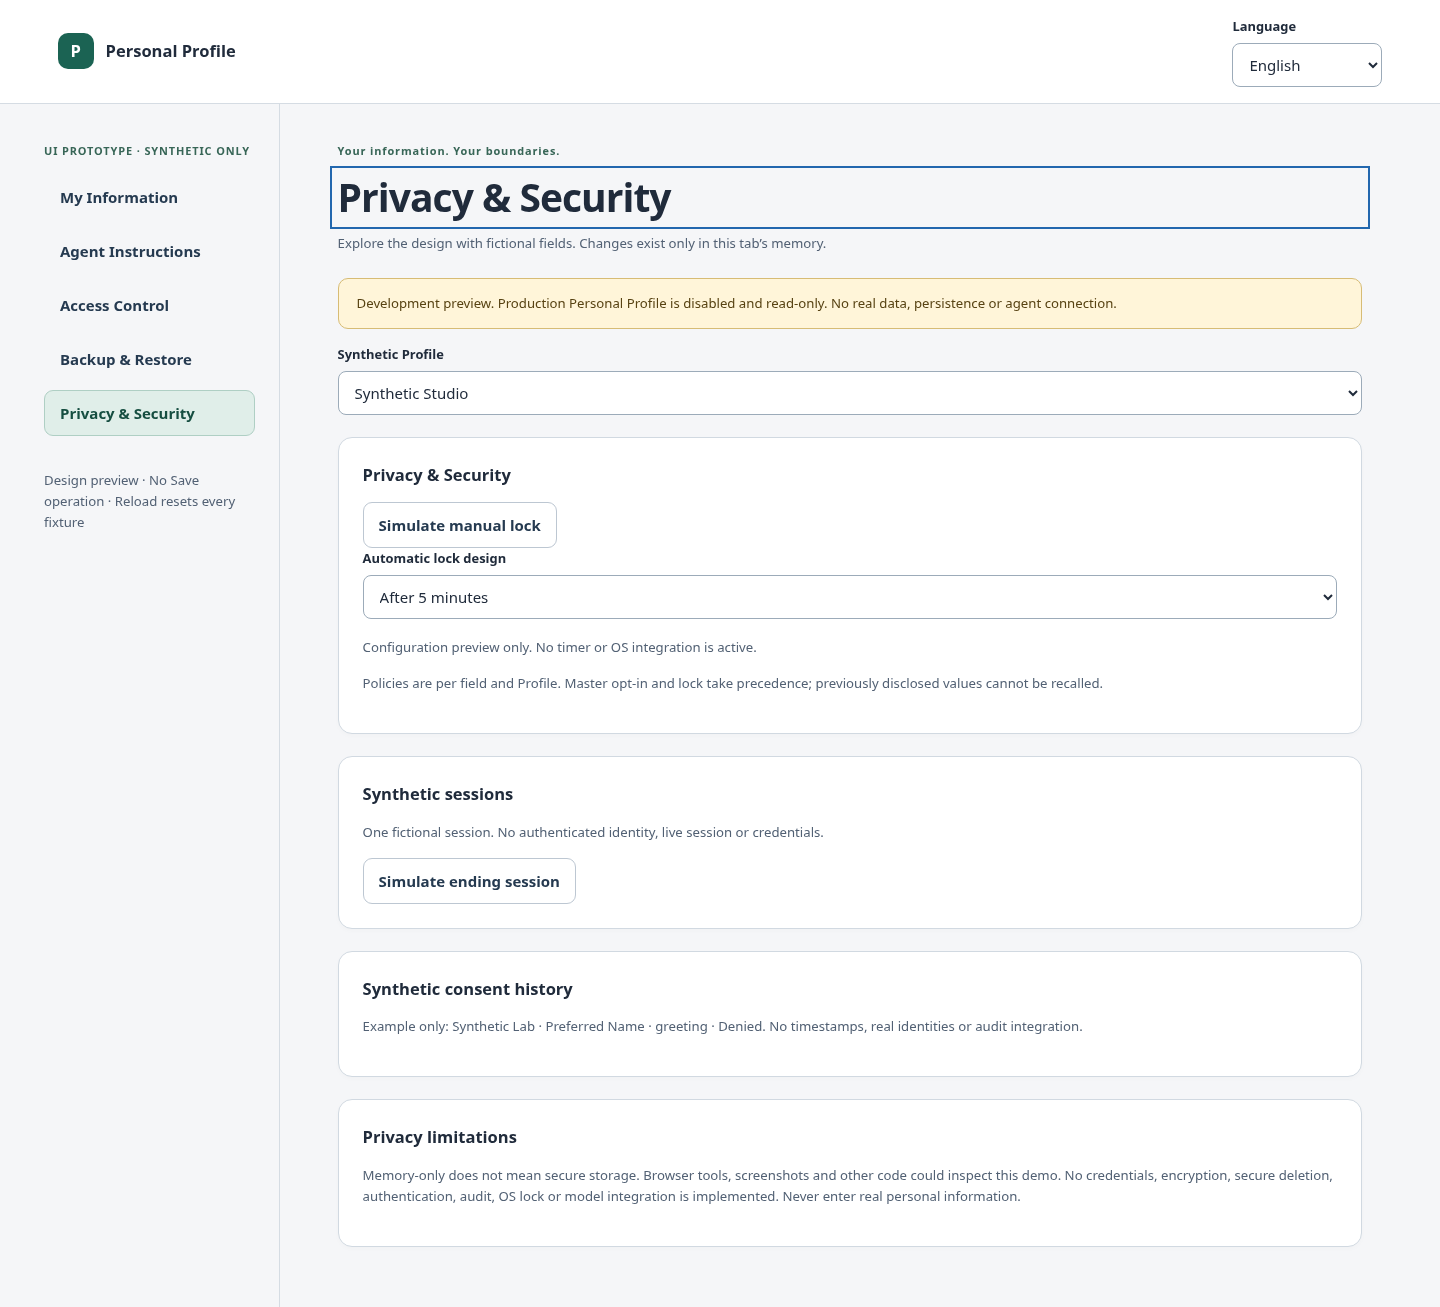 P
Personal Profile
Language
English
UI PROTOTYPE · SYNTHETIC ONLY
My Information
Agent Instructions
Access Control
Backup & Restore
Privacy & Security
Design preview · No Save
operation · Reload resets every
fixture
Your information. Your boundaries.
Privacy & Security
Explore the design with fictional fields. Changes exist only in this tab’s memory.
Development preview. Production Personal Profile is disabled and read-only. No real data, persistence or agent connection.
Synthetic Profile
Synthetic Studio
Privacy & Security
Simulate manual lock
Automatic lock design
After 5 minutes
Configuration preview only. No timer or OS integration is active.
Policies are per field and Profile. Master opt-in and lock take precedence; previously disclosed values cannot be recalled.
Synthetic sessions
One fictional session. No authenticated identity, live session or credentials.
Simulate ending session
Synthetic consent history
Example only: Synthetic Lab · Preferred Name · greeting · Denied. No timestamps, real identities or audit integration.
Privacy limitations
Memory-only does not mean secure storage. Browser tools, screenshots and other code could inspect this demo. No credentials, encryption, secure deletion,
authentication, audit, OS lock or model integration is implemented. Never enter real personal information.